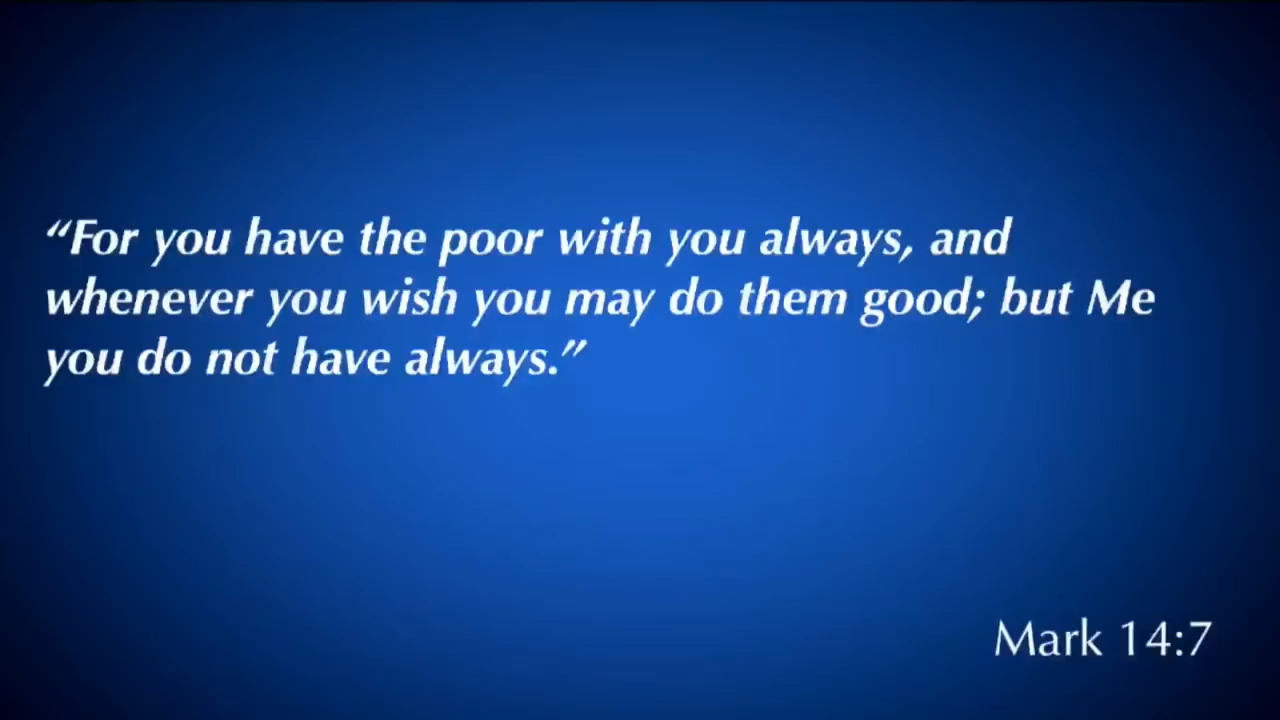 “For you have the poor with you always, and
whenever you wish you may do them good; but Me
you do not have always.”
Mark 14:7